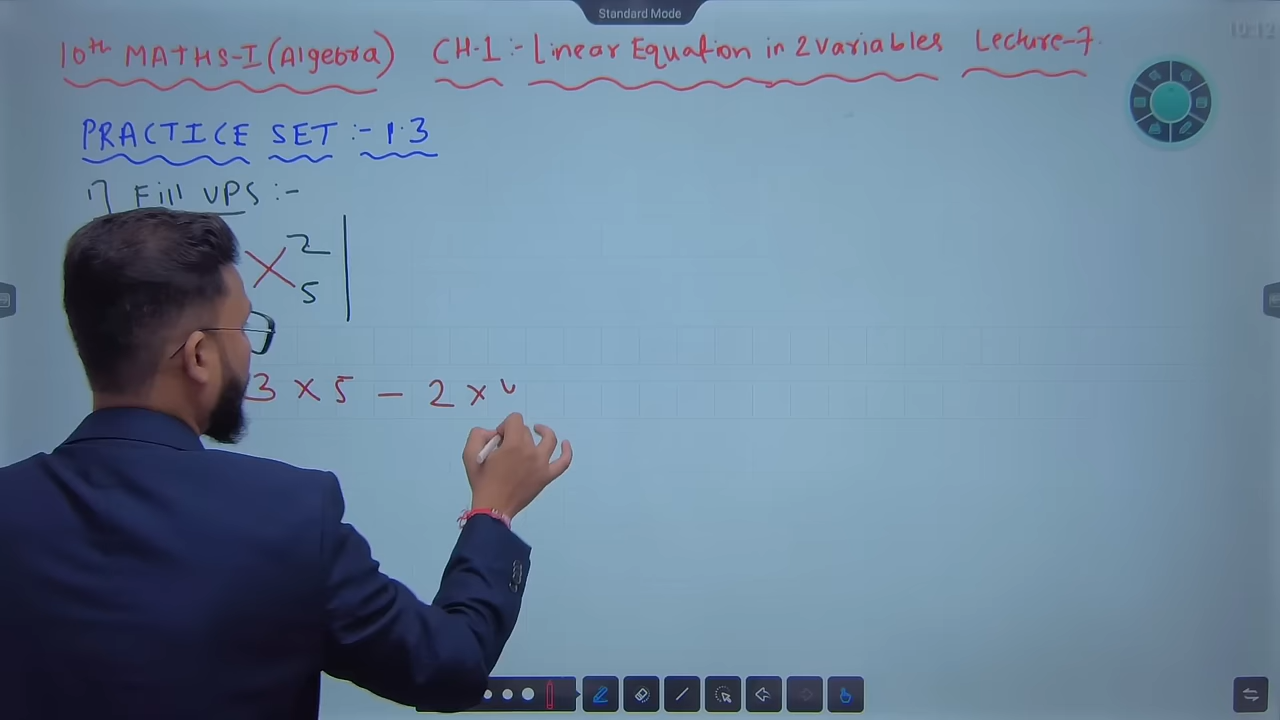 Standard Mode
10th MATHS-I (Algebra) CH.1:- Linear Equation in 2 variables Lecture-7.
PRACTICE SET :- 1.3
1] Fill UPS :-
2
5
3 × 5 - 2 ×